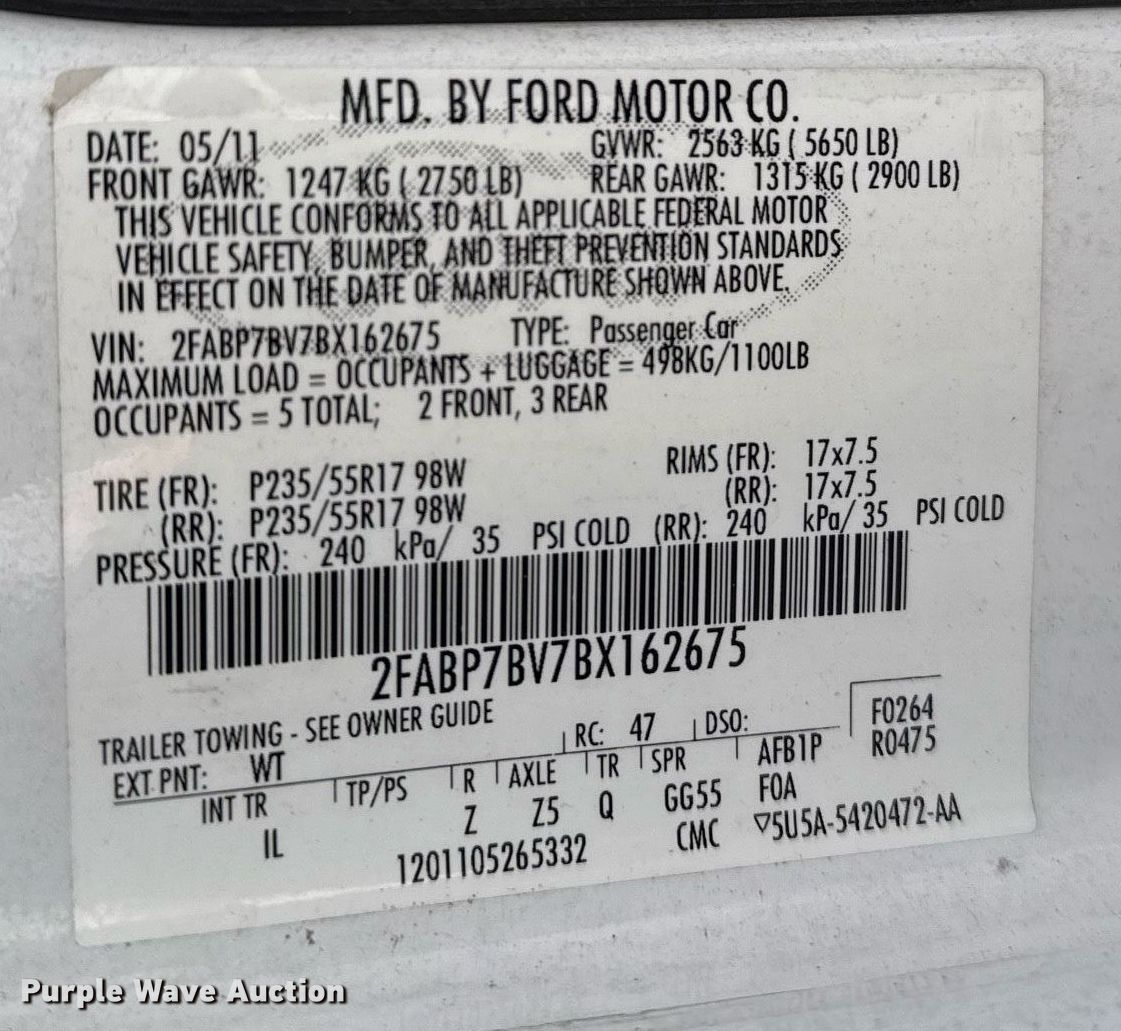 MFD. BY FORD MOTOR CO.
DATE: 05/11 GVWR: 2563 KG ( 5650 LB)
FRONT GAWR: 1247 KG ( 2750 LB) REAR GAWR: 1315 KG ( 2900 LB)
THIS VEHICLE CONFORMS TO ALL APPLICABLE FEDERAL MOTOR
VEHICLE SAFETY, BUMPER, AND THEFT PREVENTION STANDARDS
IN EFFECT ON THE DATE OF MANUFACTURE SHOWN ABOVE.
VIN: 2FABP7BV7BX162675 TYPE: Passenger Car
MAXIMUM LOAD = OCCUPANTS + LUGGAGE = 498KG/1100LB
OCCUPANTS = 5 TOTAL; 2 FRONT, 3 REAR
TIRE (FR): P235/55R17 98W RIMS (FR): 17x7.5
(RR): P235/55R17 98W (RR): 17x7.5
PRESSURE (FR): 240 kPa/ 35 PSI COLD (RR): 240 kPa/ 35 PSI COLD
2FABP7BV7BX162675
TRAILER TOWING - SEE OWNER GUIDE
EXT PNT: WT RC: 47 DSO: F0264
INT TR TP/PS R AXLE TR SPR AFB1P R0475
IL Z Z5 Q GG55 FOA
1201105265332 CMC ▽5U5A-5420472-AA
Purple Wave Auction